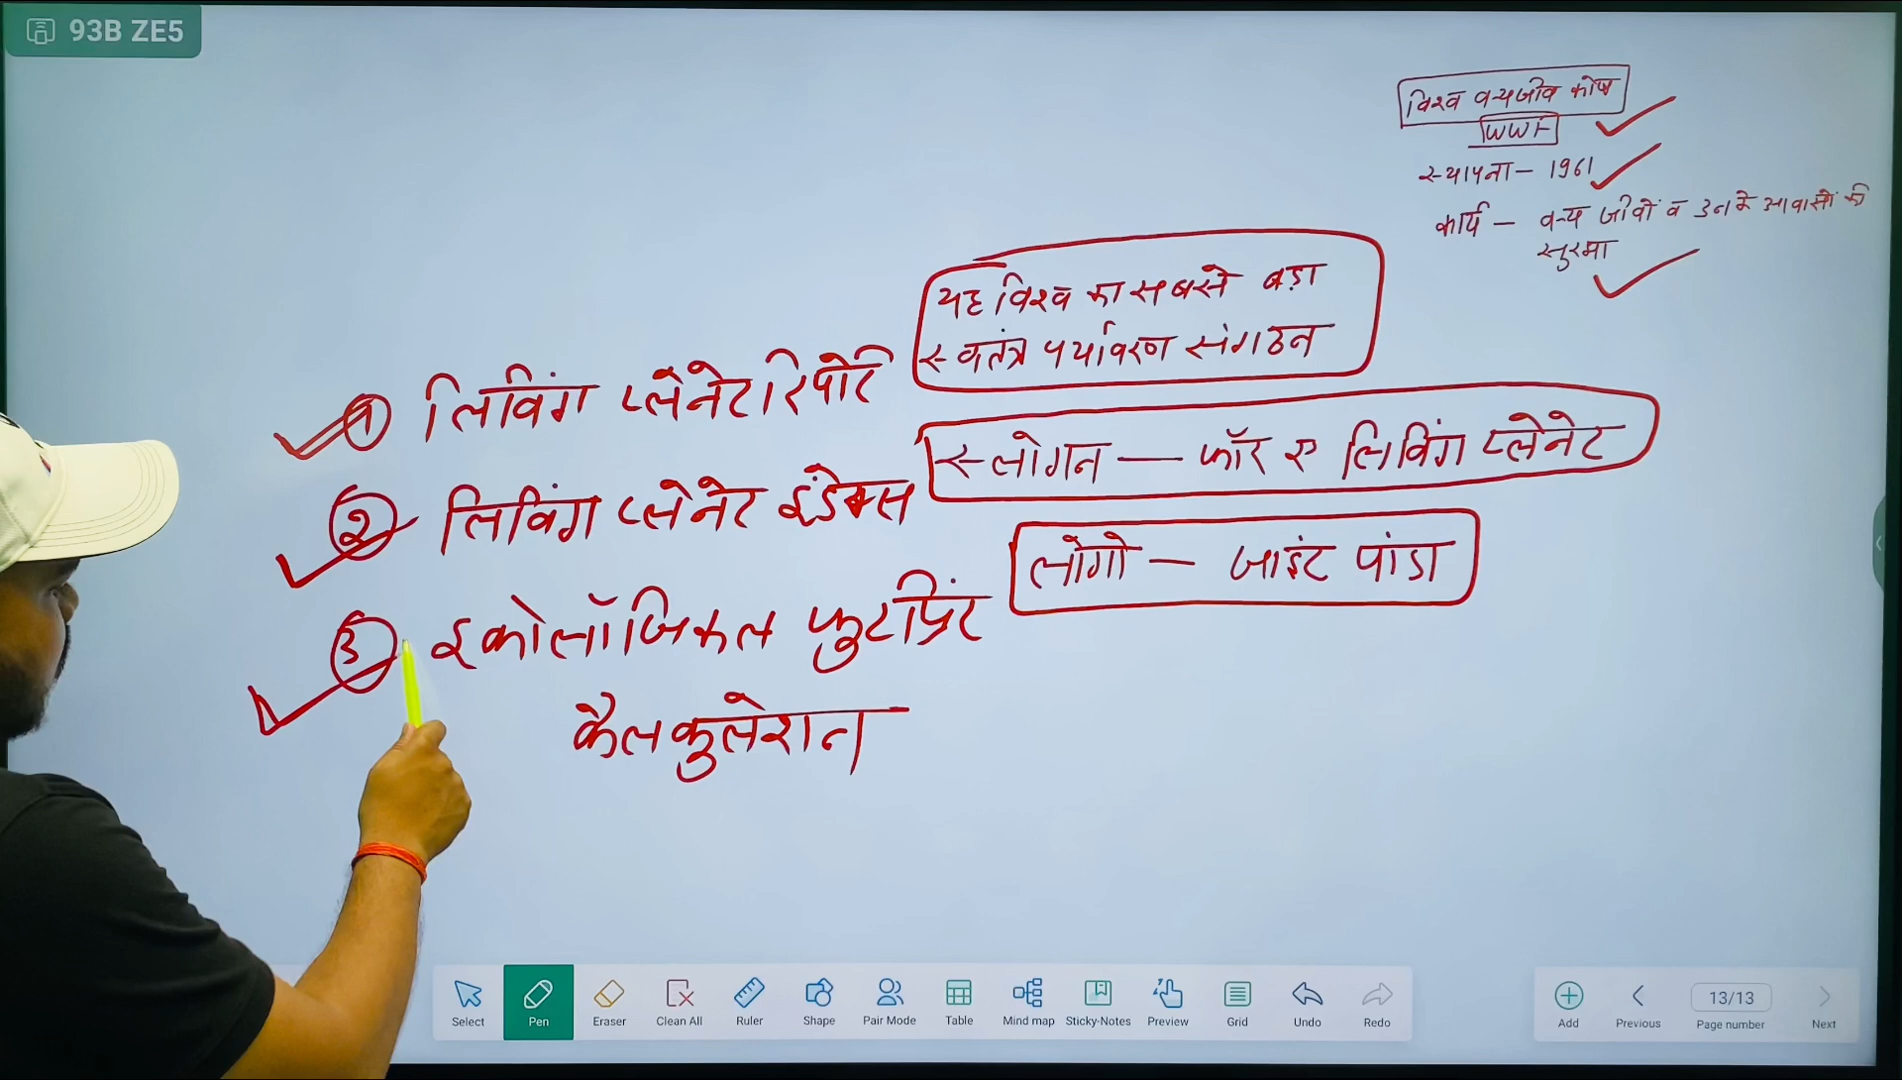 93B ZE5
विश्व वन्यजीव कोष
WWF
स्थापना - 1961
कार्य - वन्य जीवों व उनके आवासों की
सुरक्षा
यह विश्व का सबसे बड़ा
स्वतंत्र पर्यावरण संगठन
① लिविंग प्लेनेट रिपोर्ट
स्लोगन — फॉर ए लिविंग प्लेनेट
② लिविंग प्लेनेट इंडेक्स
लोगो — जाइंट पांडा
③ इकोलॉजिकल फुटप्रिंट
कैलकुलेशन
Select Pen Eraser Clean All Ruler Shape Pair Mode Table Mind map Sticky-Notes Preview Grid Undo Redo
13/13
Add Previous Page number Next